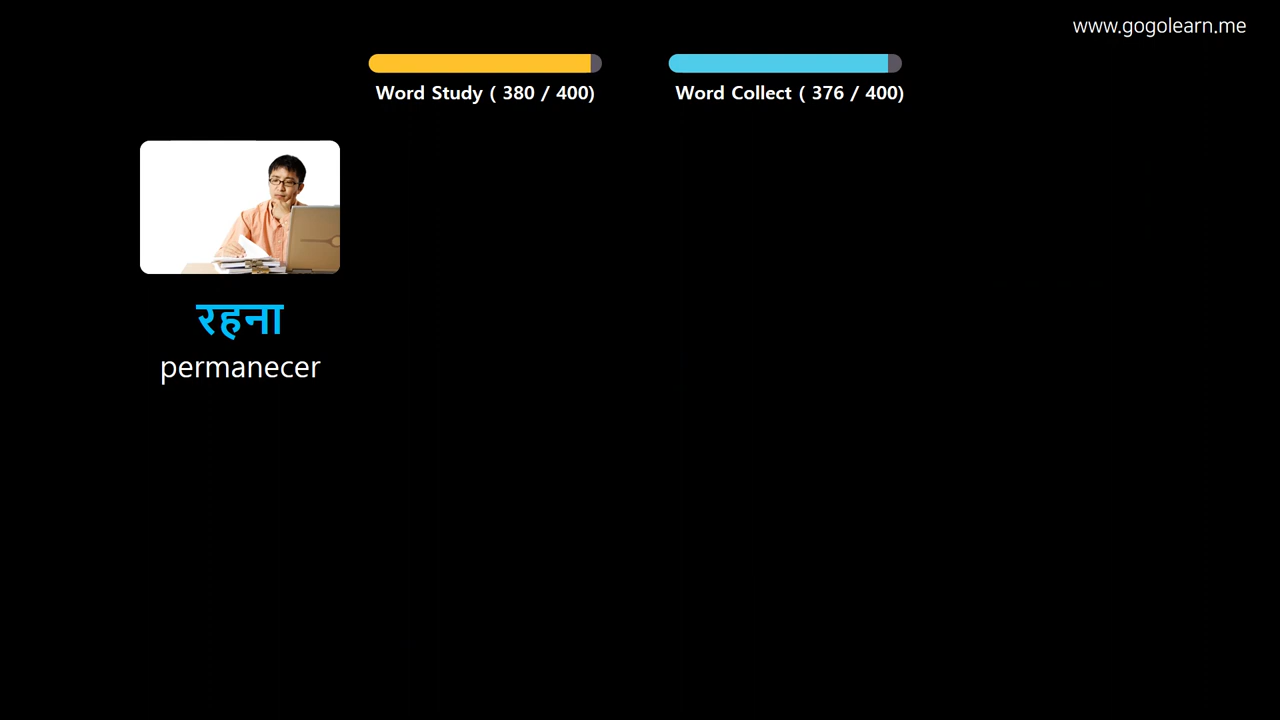 www.gogolearn.me
Word Study ( 380 / 400)
Word Collect ( 376 / 400)
रहना
permanecer